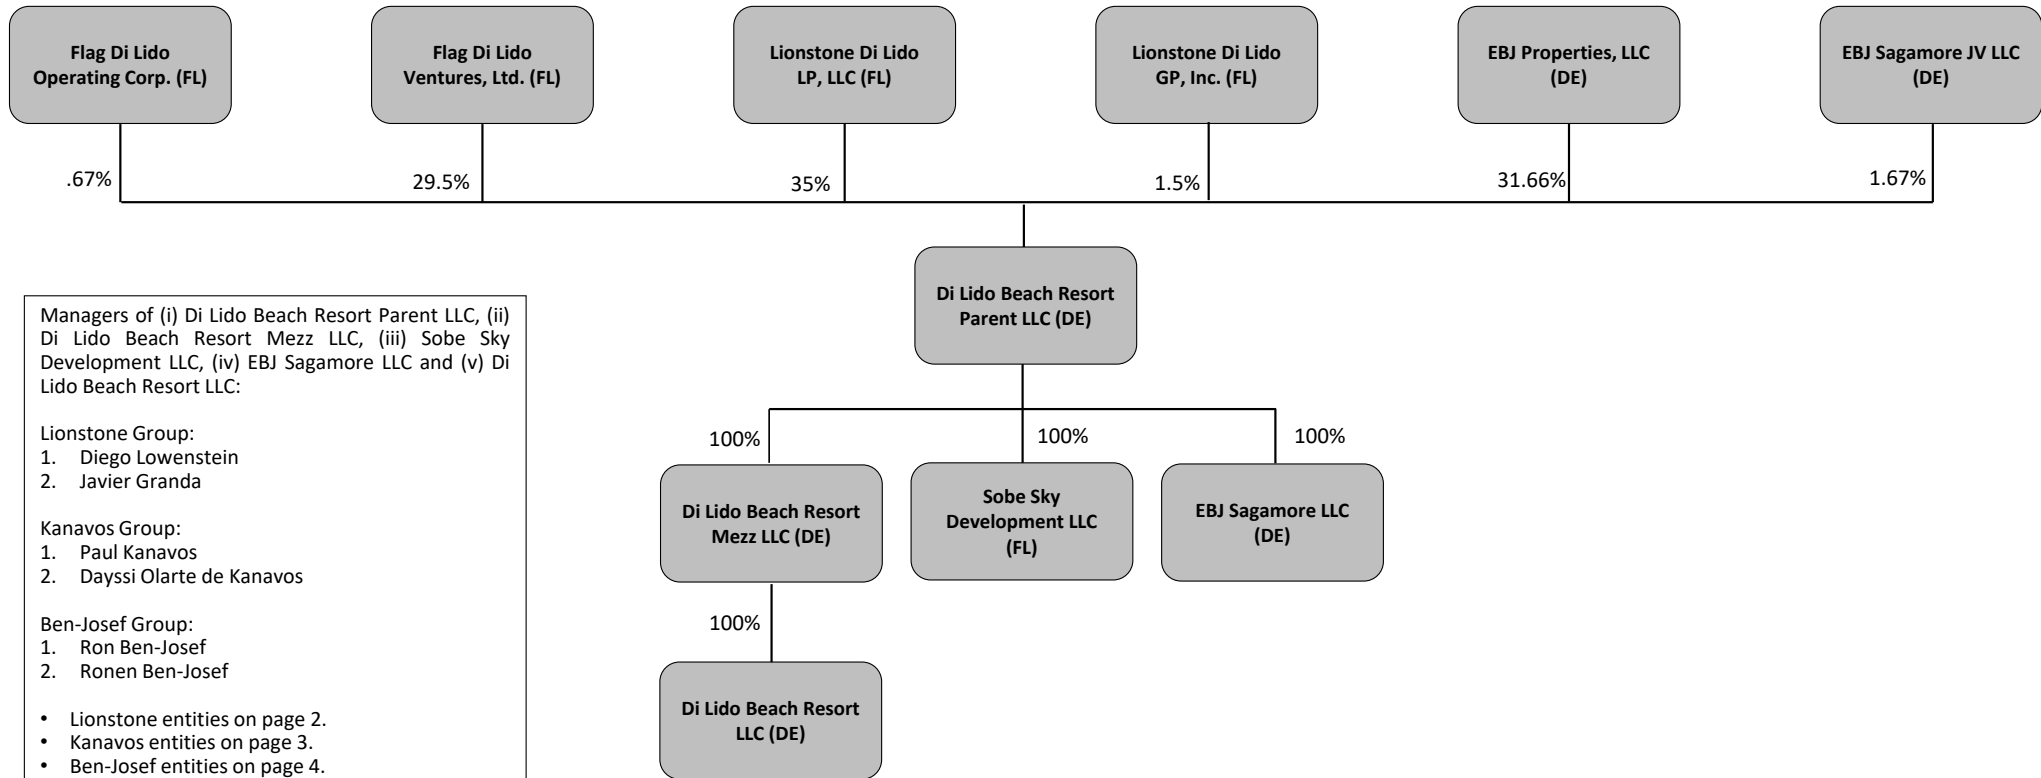 Flag Di Lido
Operating Corp. (FL)
Flag Di Lido
Ventures, Ltd. (FL)
Lionstone Di Lido
LP, LLC (FL)
Lionstone Di Lido
GP, Inc. (FL)
EBJ Properties, LLC
(DE)
EBJ Sagamore JV LLC
(DE)
.67%
29.5%
35%
1.5%
31.66%
1.67%
Di Lido Beach Resort
Parent LLC (DE)
Managers of (i) Di Lido Beach Resort Parent LLC, (ii)
Di Lido Beach Resort Mezz LLC, (iii) Sobe Sky
Development LLC, (iv) EBJ Sagamore LLC and (v) Di
Lido Beach Resort LLC:
Lionstone Group:
1. Diego Lowenstein
2. Javier Granda
Kanavos Group:
1. Paul Kanavos
2. Dayssi Olarte de Kanavos
Ben-Josef Group:
1. Ron Ben-Josef
2. Ronen Ben-Josef
• Lionstone entities on page 2.
• Kanavos entities on page 3.
• Ben-Josef entities on page 4.
100%
100%
100%
Di Lido Beach Resort
Mezz LLC (DE)
Sobe Sky
Development LLC
(FL)
EBJ Sagamore LLC
(DE)
100%
Di Lido Beach Resort
LLC (DE)